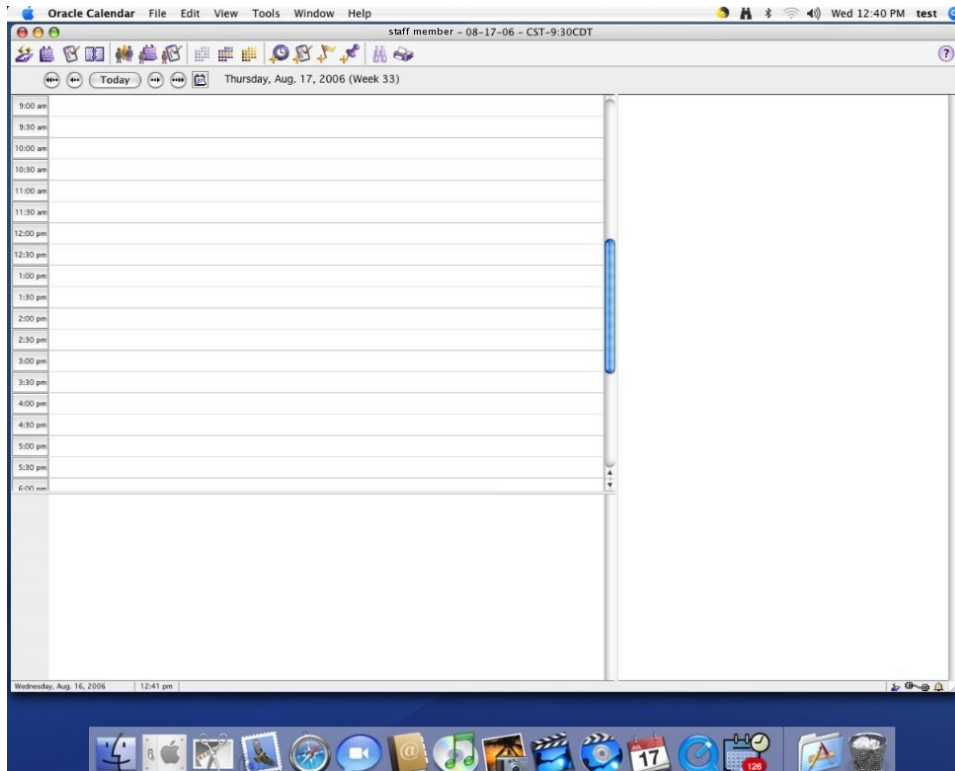 Oracle Calendar File Edit View Tools Window Help Wed 12:40 PM test
staff member - 08-17-06 - CST-9:30CDT
?
Today Thursday, Aug. 17, 2006 (Week 33)
9:00 am
9:30 am
10:00 am
10:30 am
11:00 am
11:30 am
12:00 pm
12:30 pm
1:00 pm
1:30 pm
2:00 pm
2:30 pm
3:00 pm
3:30 pm
4:00 pm
4:30 pm
5:00 pm
5:30 pm
6:00 pm
Wednesday, Aug. 16, 2006 12:41 pm
@ 17 126